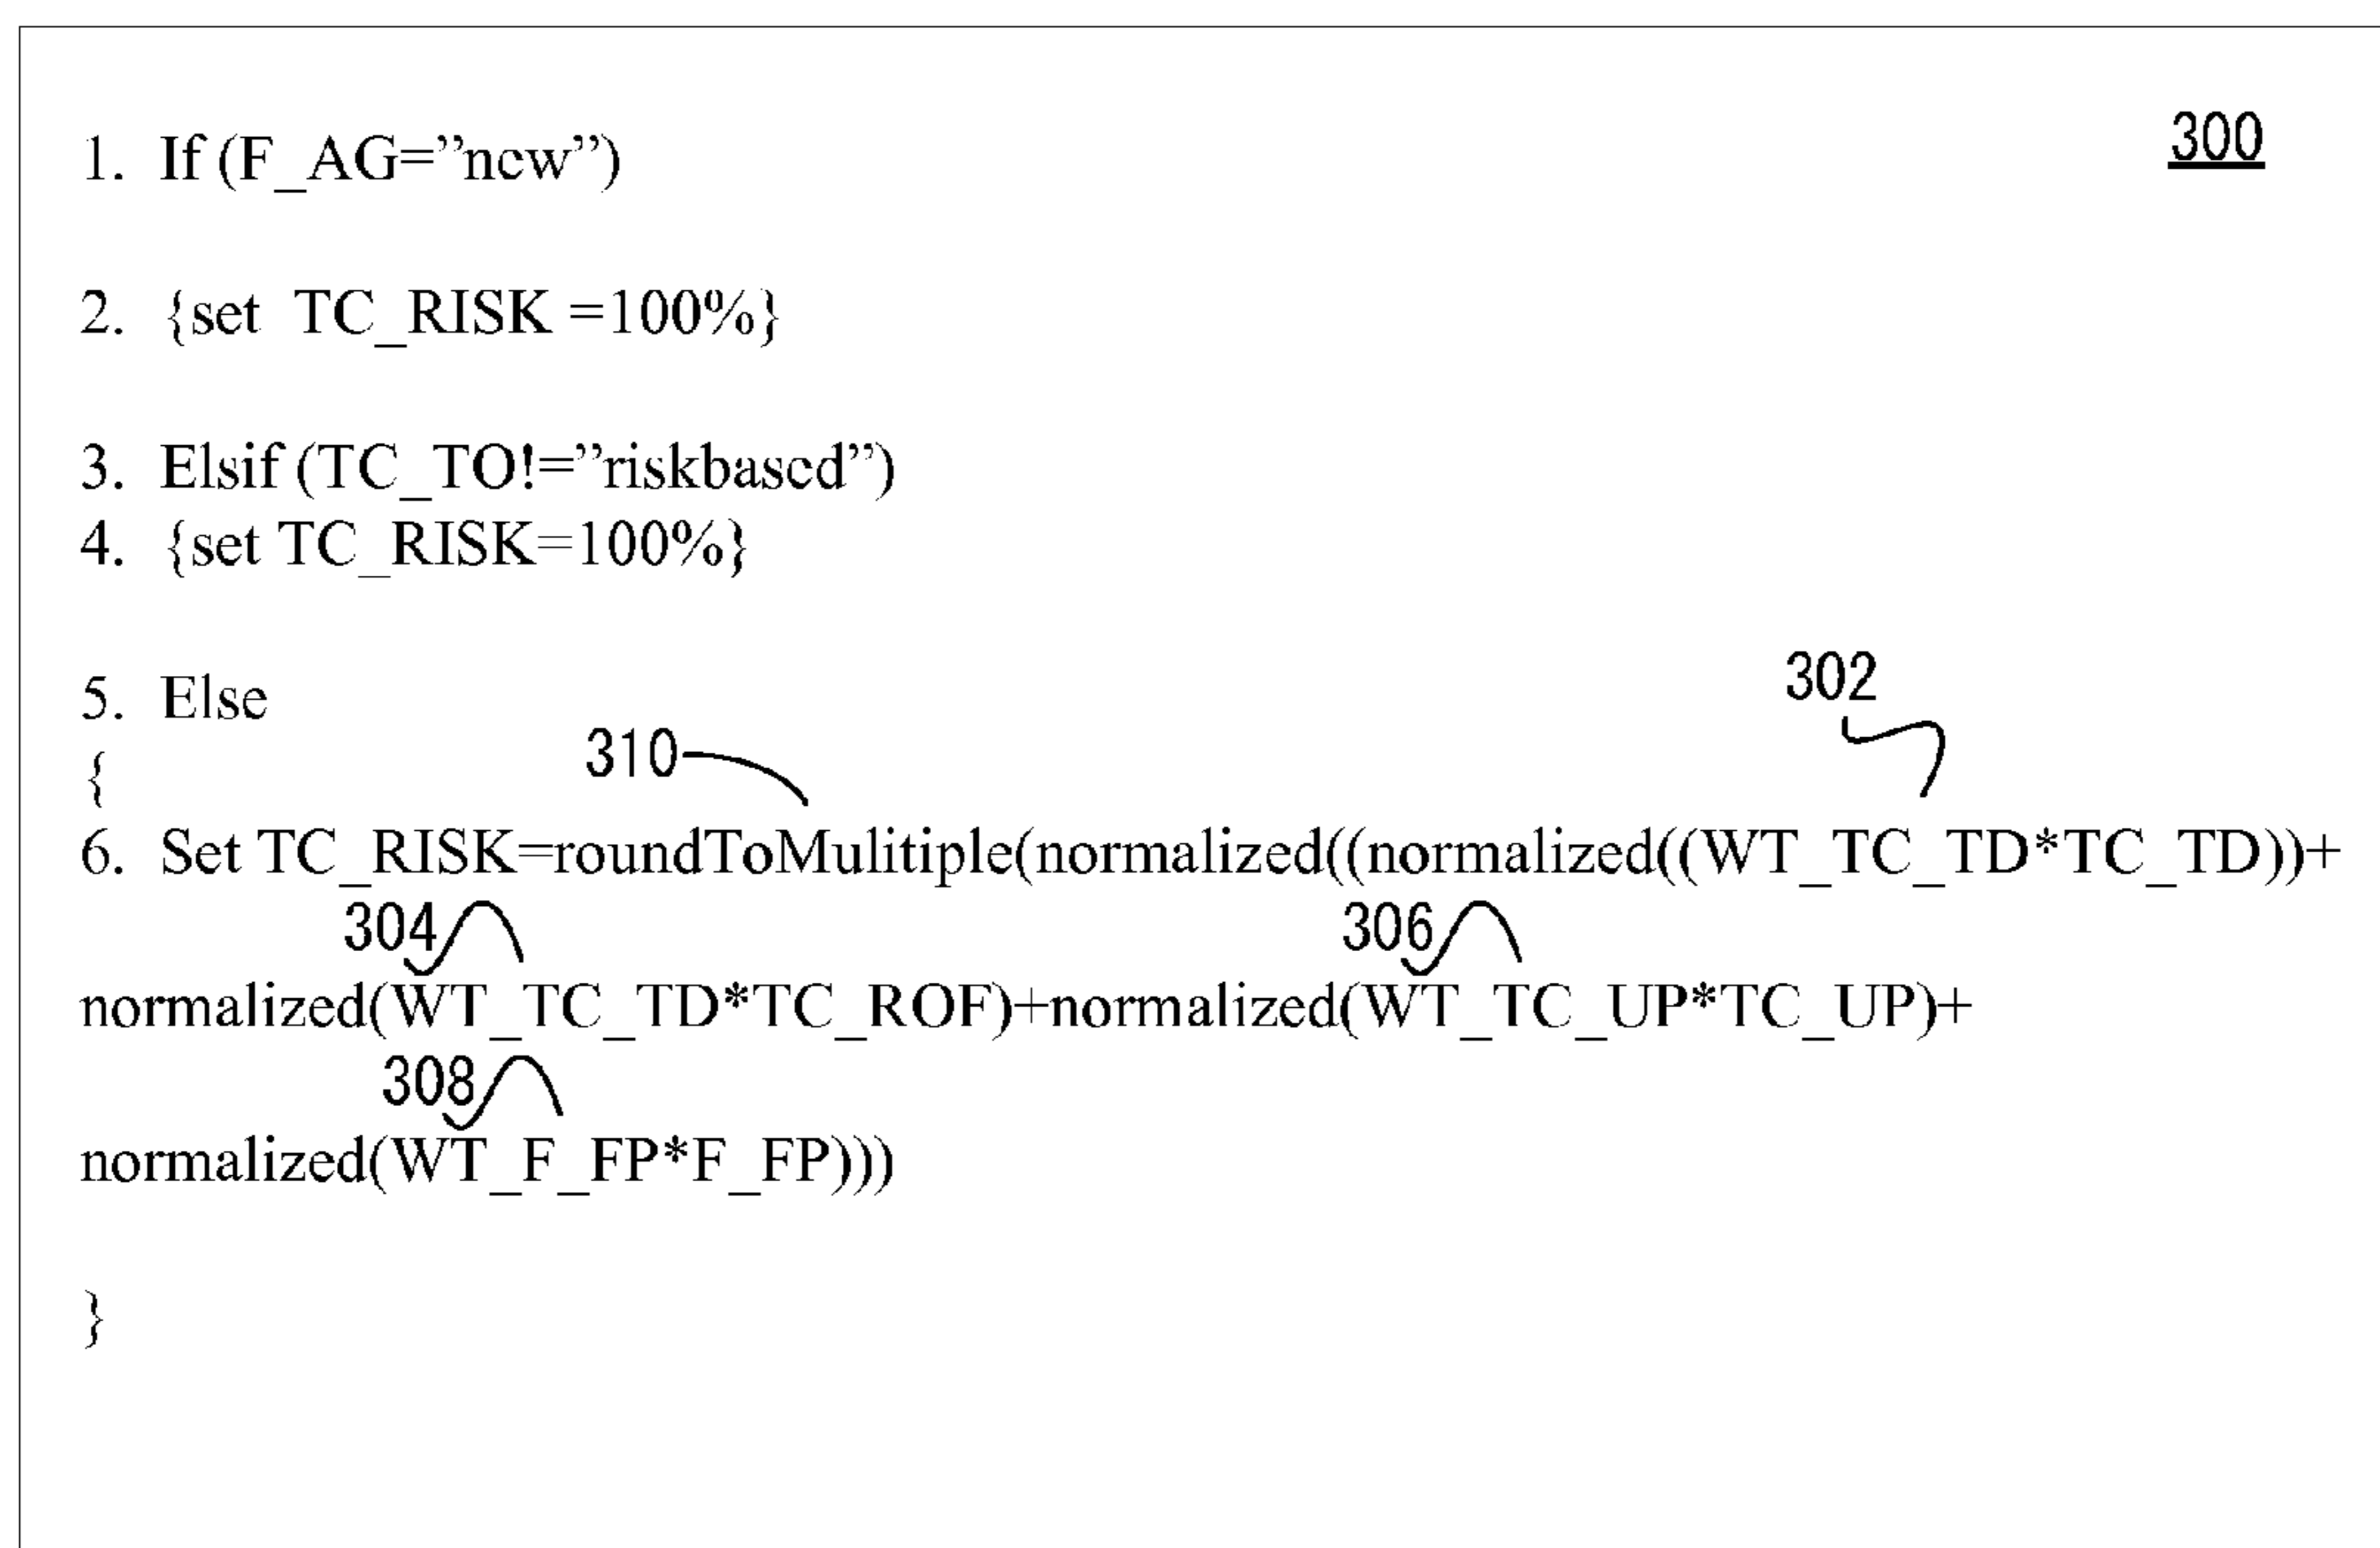 300
1. If (F_AG=”new”)
2. {set TC_RISK =100%}
3. Elsif (TC_TO!=”riskbased”)
4. {set TC_RISK=100%}
5. Else
302
310
{
6. Set TC_RISK=roundToMulitiple(normalized((normalized((WT_TC_TD*TC_TD))+
304 306
normalized(WT_TC_TD*TC_ROF)+normalized(WT_TC_UP*TC_UP)+
308
normalized(WT_F_FP*F_FP)))
}